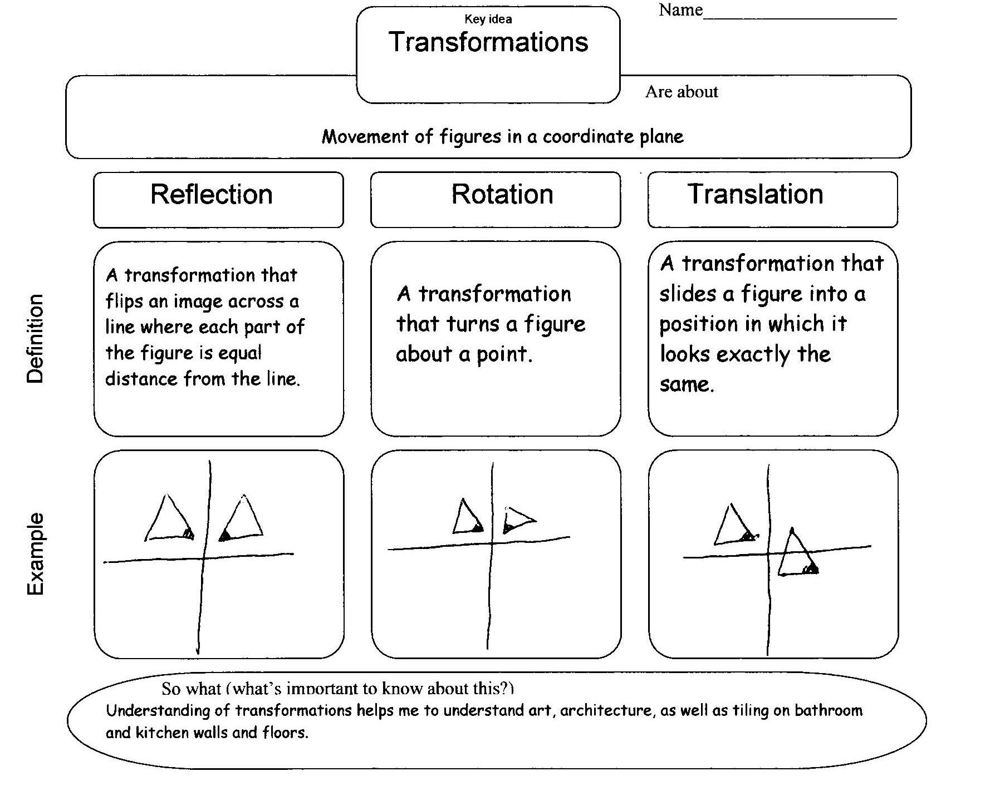 Name
Key idea
Transformations
Are about
Movement of figures in a coordinate plane
Reflection
Rotation
Translation
Definition
A transformation that
flips an image across a
line where each part of
the figure is equal
distance from the line.
A transformation
that turns a figure
about a point.
A transformation that
slides a figure into a
position in which it
looks exactly the
same.
Example
So what (what's important to know about this?)
Understanding of transformations helps me to understand art, architecture, as well as tiling on bathroom
and kitchen walls and floors.